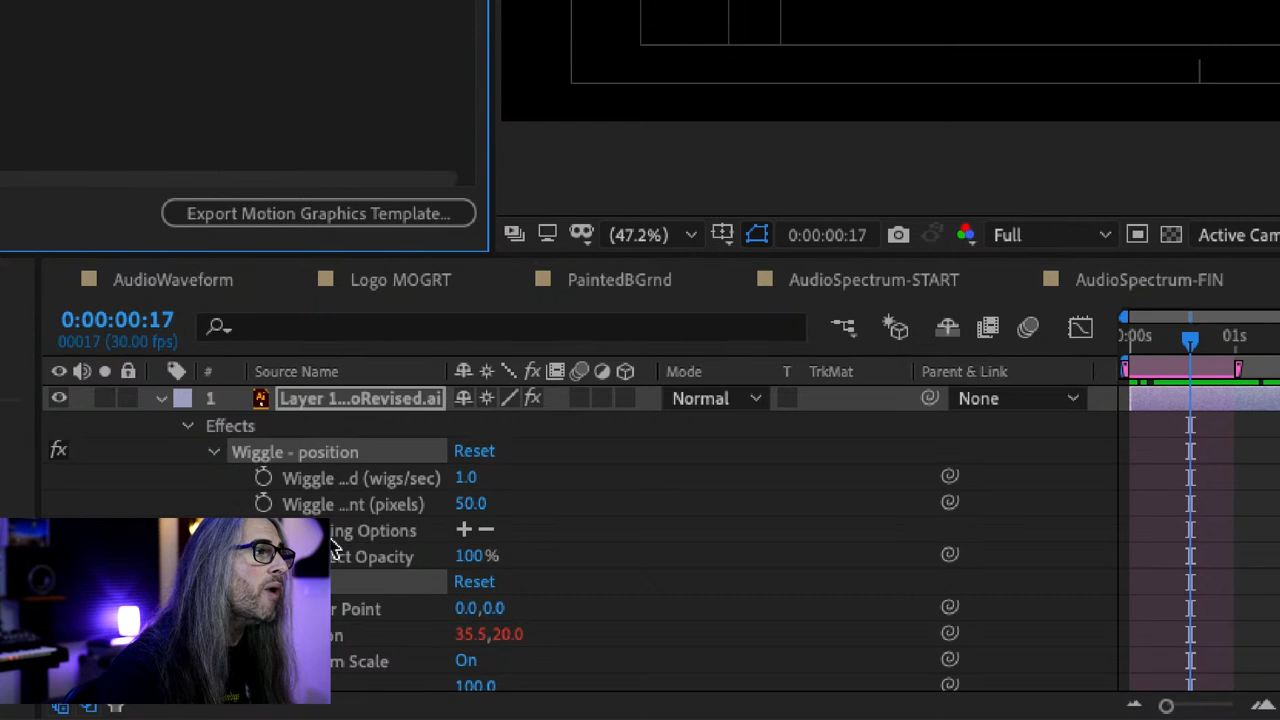 Export Motion Graphics Template...
(47.2%) 0:00:00:17 Full Active Cam
AudioWaveform Logo MOGRT PaintedBGrnd AudioSpectrum-START AudioSpectrum-FIN
0:00:00:17
00017 (30.00 fps)
0:00s 01s
# Source Name fx Mode T TrkMat Parent & Link
1 Layer 1...oRevised.ai fx Normal None
Effects
fx Wiggle - position Reset
Wiggle ...d (wigs/sec) 1.0
Wiggle ...nt (pixels) 50.0
ing Options + −
ct Opacity 100%
Reset
r Point 0.0,0.0
on 35.5,20.0
m Scale On
100.0